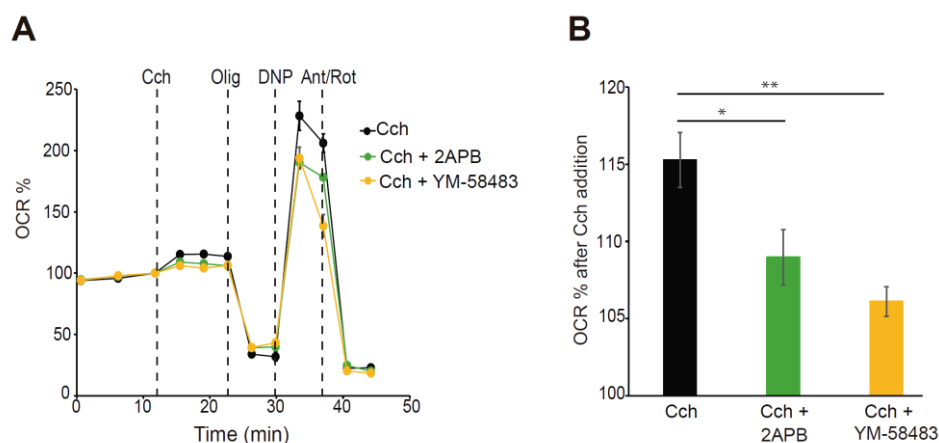 A
Cch Olig DNP Ant/Rot
250
200
150
100
50
0
OCR %
0 10 20 30 40 50
Time (min)
Cch
Cch + 2APB
Cch + YM-58483
B
**
*
120
115
110
105
100
OCR % after Cch addition
Cch
Cch +
2APB
Cch +
YM-58483